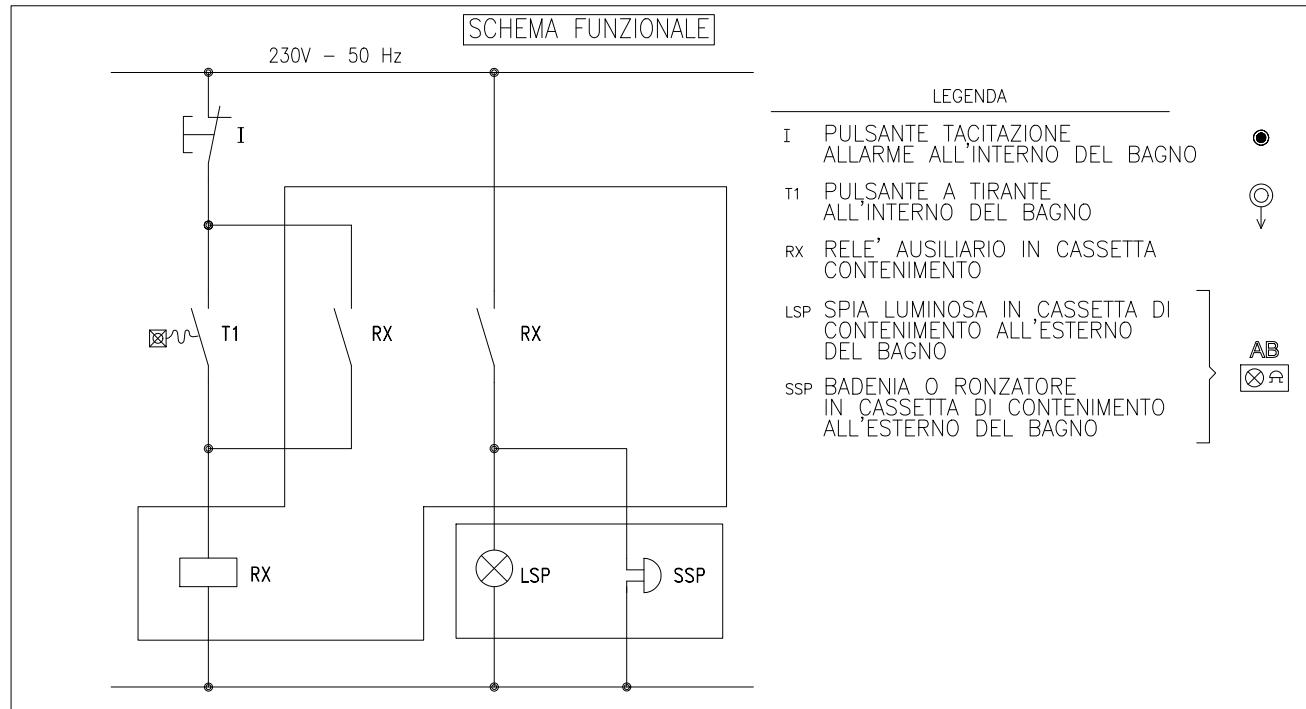 SCHEMA FUNZIONALE
230V - 50 Hz
I
T1
RX
RX
RX
LSP
SSP
LEGENDA
I PULSANTE TACITAZIONE
ALLARME ALL'INTERNO DEL BAGNO
T1 PULSANTE A TIRANTE
ALL'INTERNO DEL BAGNO
RX RELE' AUSILIARIO IN CASSETTA
CONTENIMENTO
LSP SPIA LUMINOSA IN CASSETTA DI
CONTENIMENTO ALL'ESTERNO
DEL BAGNO
SSP BADENIA O RONZATORE
IN CASSETTA DI CONTENIMENTO
ALL'ESTERNO DEL BAGNO
AB